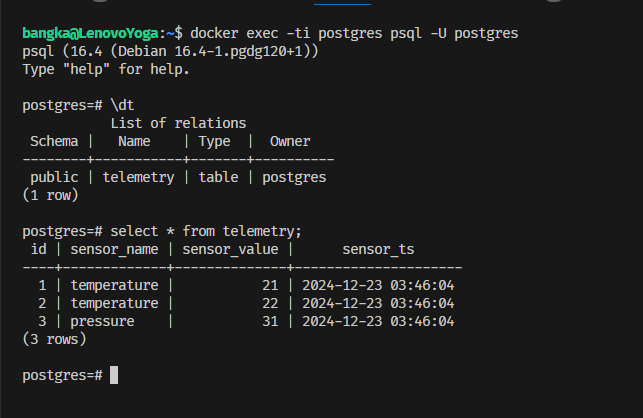 bangka@LenovoYoga:~$ docker exec -ti postgres psql -U postgres
psql (16.4 (Debian 16.4-1.pgdg120+1))
Type "help" for help.

postgres=# \dt
           List of relations
 Schema |   Name    | Type  |  Owner
--------+-----------+-------+----------
 public | telemetry | table | postgres
(1 row)

postgres=# select * from telemetry;
 id | sensor_name | sensor_value |      sensor_ts
----+-------------+--------------+---------------------
  1 | temperature |           21 | 2024-12-23 03:46:04
  2 | temperature |           22 | 2024-12-23 03:46:04
  3 | pressure    |           31 | 2024-12-23 03:46:04
(3 rows)

postgres=#